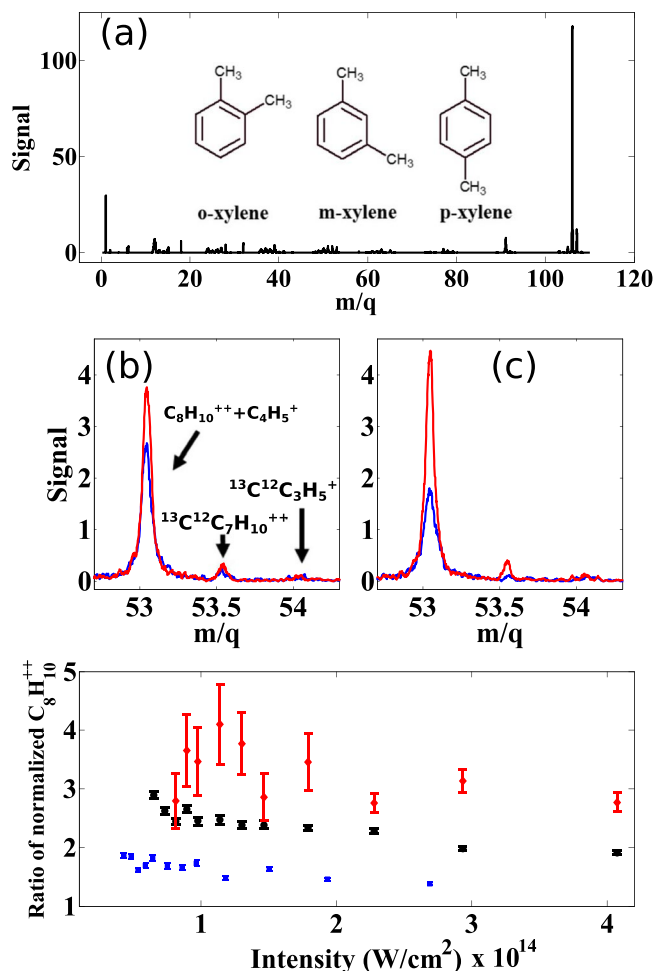 (a)
Signal
100
50
0
CH₃
CH₃
CH₃
CH₃
CH₃
CH₃
o-xylene
m-xylene
p-xylene
0
20
40
60
80
100
120
m/q
(b)
Signal
4
3
2
1
0
C₈H₁₀⁺⁺+C₄H₅⁺
¹³C¹²C₃H₅⁺
¹³C¹²C₇H₁₀⁺⁺
53
53.5
54
m/q
(c)
4
3
2
1
0
53
53.5
54
m/q
Ratio of normalized C₈H₁₀⁺⁺
5
4
3
2
1
1
2
3
4
Intensity (W/cm²) x 10¹⁴